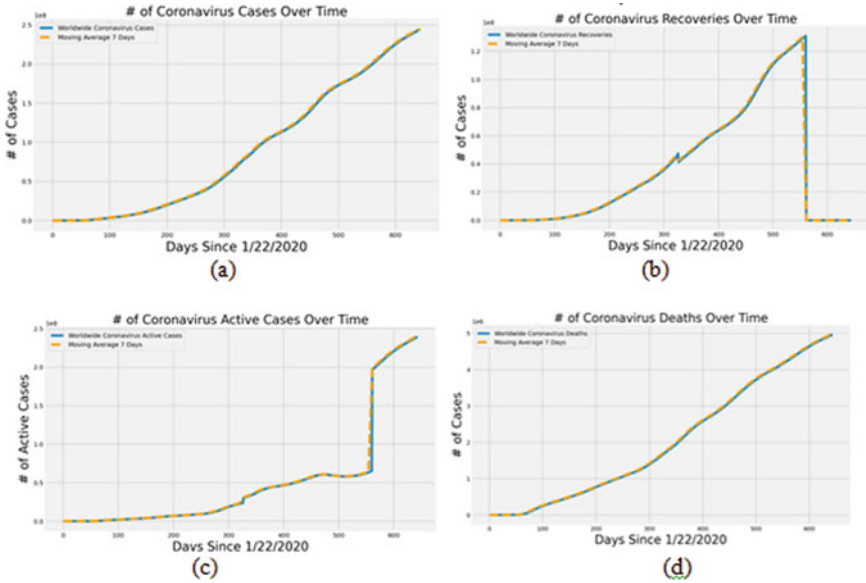 # of Coronavirus Cases Over Time
1e8
Worldwide Coronavirus Cases
Moving Average 7 Days
# of Cases
2.5
2.0
1.5
1.0
0.5
0.0
0 100 200 300 400 500 600
Days Since 1/22/2020
(a)
# of Coronavirus Recoveries Over Time
1e8
Worldwide Coronavirus Recoveries
Moving Average 7 Days
# of Cases
1.2
1.0
0.8
0.6
0.4
0.2
0.0
0 100 200 300 400 500 600
Days Since 1/22/2020
(b)
# of Coronavirus Active Cases Over Time
1e8
Worldwide Coronavirus Active Cases
Moving Average 7 Days
# of Active Cases
2.5
2.0
1.5
1.0
0.5
0.0
0 100 200 300 400 500 600
Days Since 1/22/2020
(c)
# of Coronavirus Deaths Over Time
1e6
Worldwide Coronavirus Deaths
Moving Average 7 Days
# of Cases
5
4
3
2
1
0
0 100 200 300 400 500 600
Days Since 1/22/2020
(d)